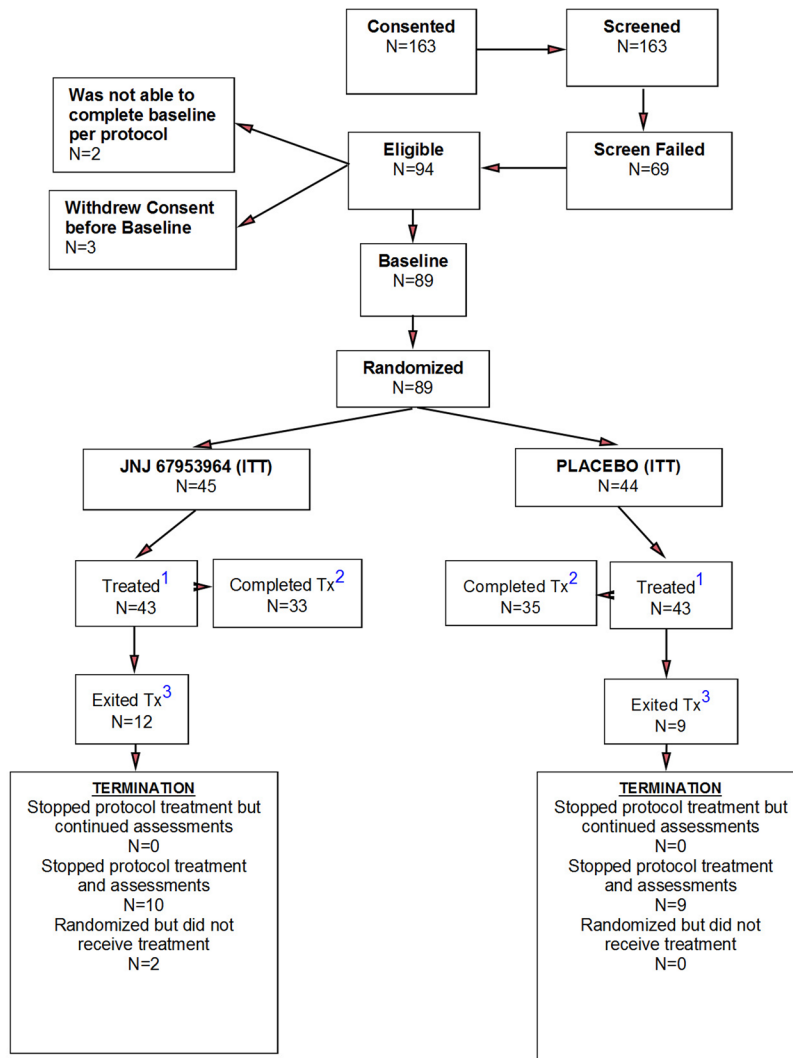 Consented
N=163
Screened
N=163
Was not able to
complete baseline
per protocol
N=2
Eligible
N=94
Screen Failed
N=69
Withdrew Consent
before Baseline
N=3
Baseline
N=89
Randomized
N=89
JNJ 67953964 (ITT)
N=45
PLACEBO (ITT)
N=44
Treated1
N=43
Completed Tx2
N=33
Completed Tx2
N=35
Treated1
N=43
Exited Tx3
N=12
Exited Tx3
N=9
TERMINATION
Stopped protocol treatment but
continued assessments
N=0
Stopped protocol treatment
and assessments
N=10
Randomized but did not
receive treatment
N=2
TERMINATION
Stopped protocol treatment but
continued assessments
N=0
Stopped protocol treatment
and assessments
N=9
Randomized but did not
receive treatment
N=0